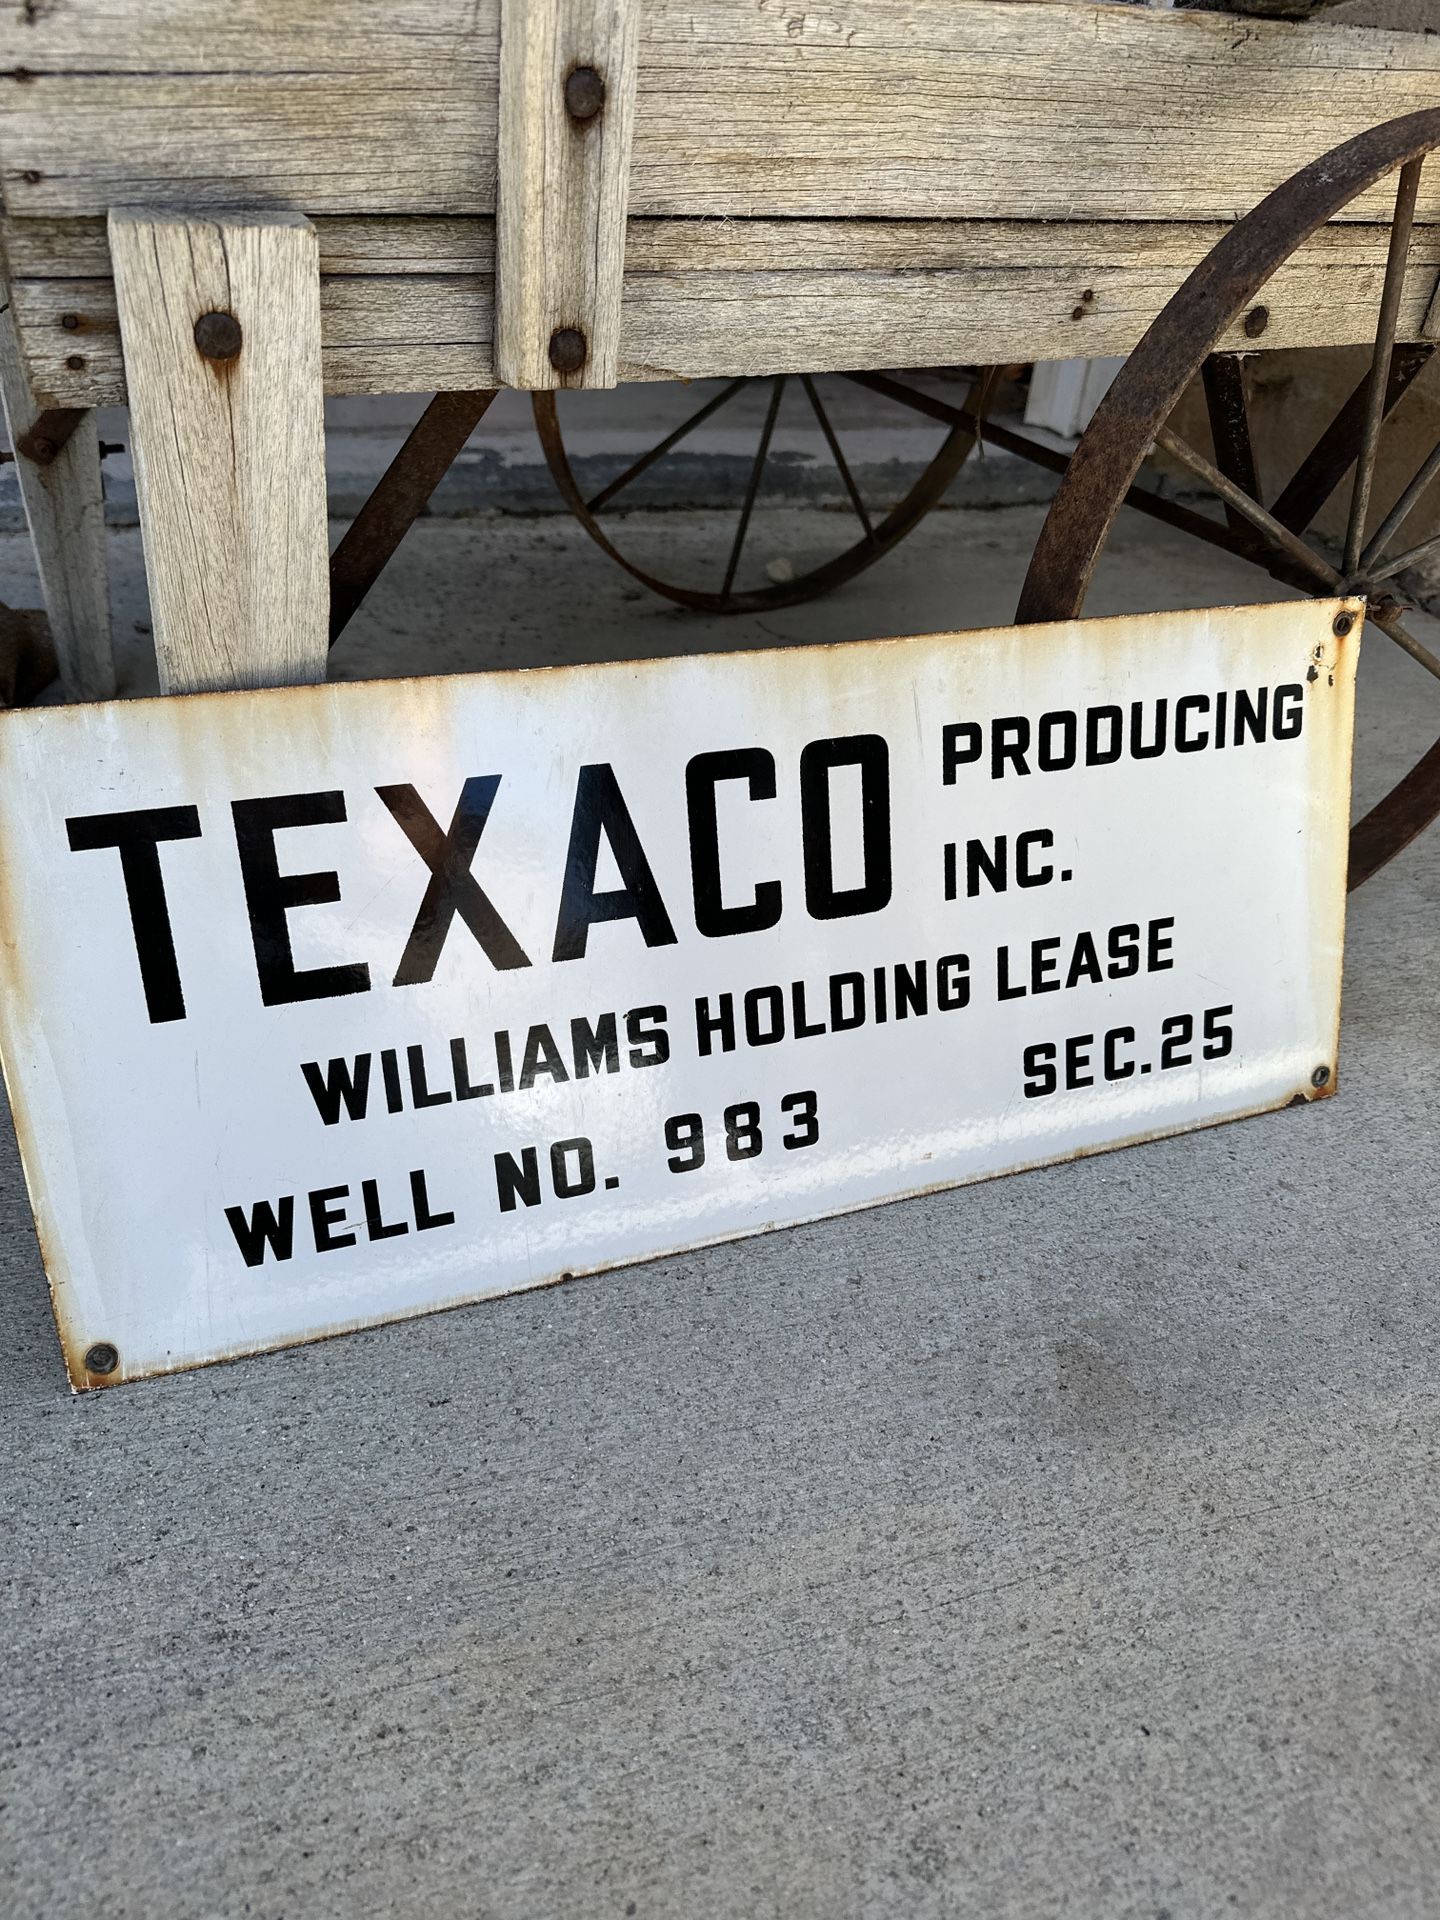 TEXACO PRODUCING
INC.
WILLIAMS HOLDING LEASE
WELL NO. 983 SEC.25